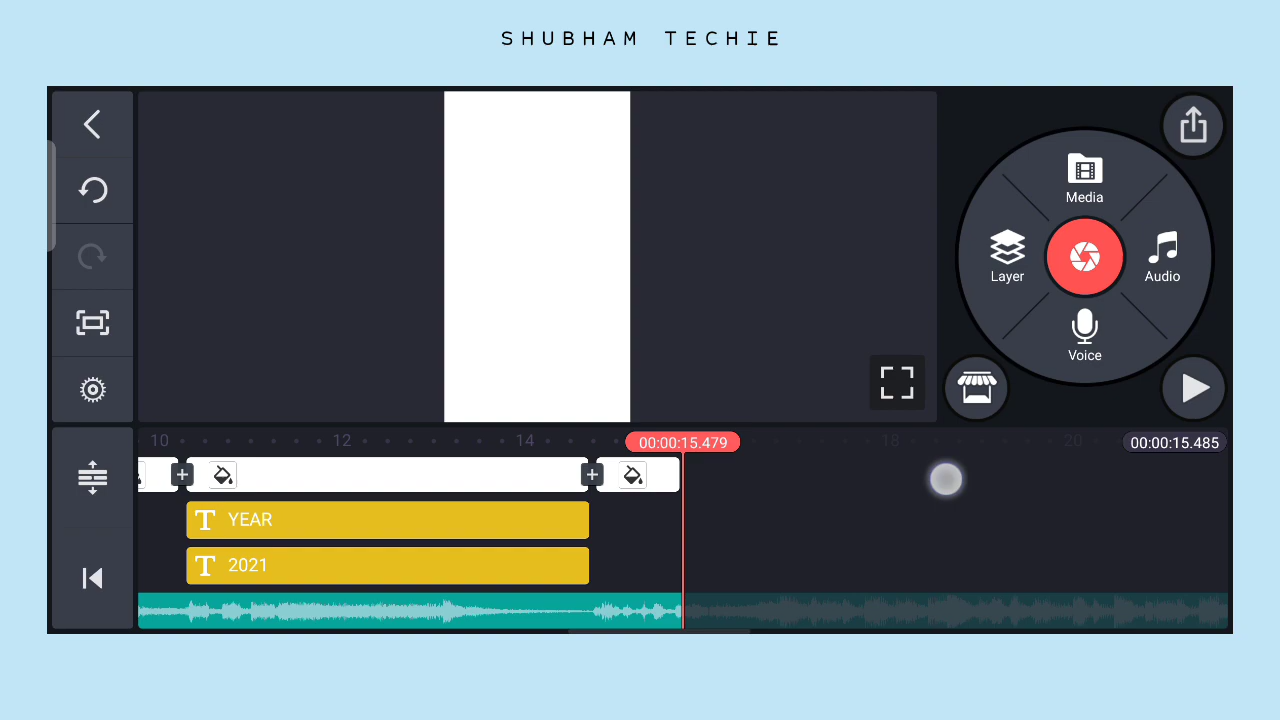 SHUBHAM TECHIE
Media
Layer
Audio
Voice
10 12 14 00:00:15.479 18 20 00:00:15.485
T YEAR
T 2021